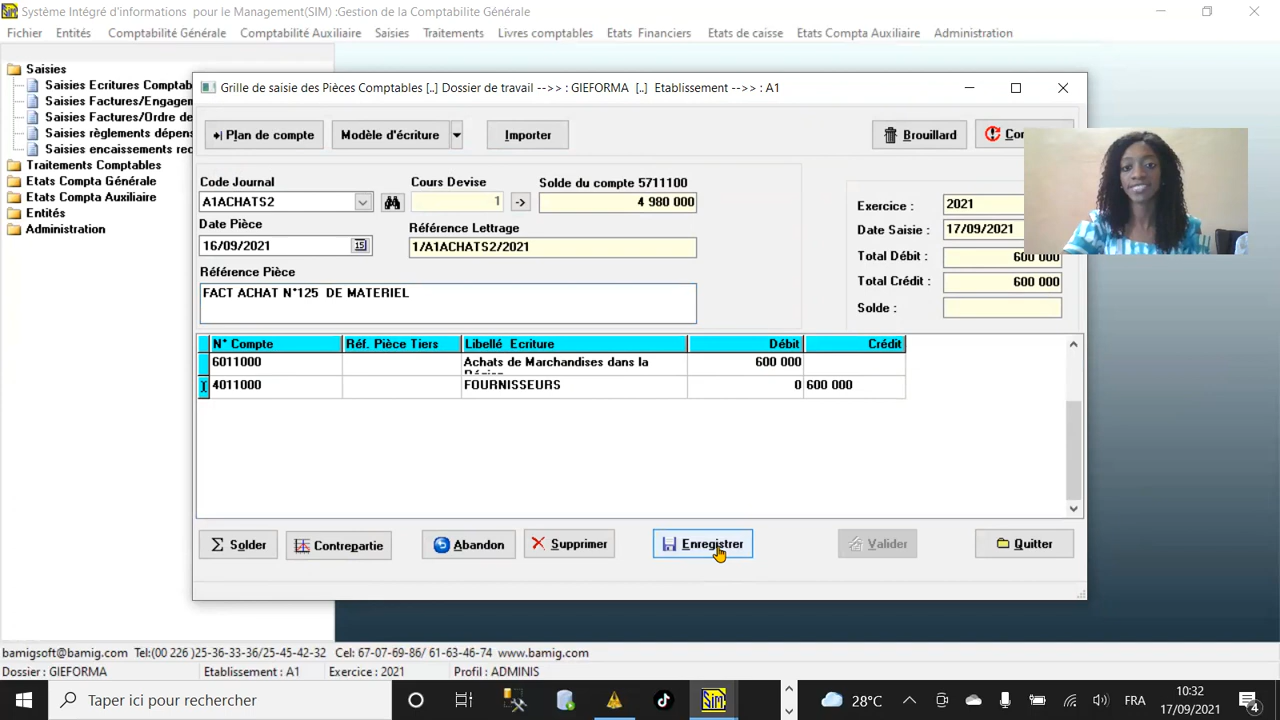 Système Intégré d'informations pour le Management(SIM) :Gestion de la Comptabilite Générale
Fichier Entités Comptabilité Générale Comptabilité Auxiliaire Saisies Traitements Livres comptables Etats Financiers Etats de caisse Etats Compta Auxiliaire Administration
Saisies
Saisies Ecritures Comptab
Saisies Factures/Engagem
Saisies Factures/Ordre de
Saisies règlements dépens
Saisies encaissements rec
Traitements Comptables
Etats Compta Générale
Etats Compta Auxiliaire
Entités
Administration
Grille de saisie des Pièces Comptables [..] Dossier de travail -->> : GIEFORMA [..] Etablissement -->> : A1
Plan de compte Modèle d'écriture Importer Brouillard Con
Code Journal Cours Devise Solde du compte 5711100
A1ACHATS2 1 -> 4 980 000
Date Pièce Référence Lettrage
16/09/2021 15 1/A1ACHATS2/2021
Référence Pièce
FACT ACHAT N°125 DE MATERIEL
Exercice : 2021
Date Saisie : 17/09/2021
Total Débit : 600 000
Total Crédit : 600 000
Solde :
N° Compte Réf. Pièce Tiers Libellé Ecriture Débit Crédit
6011000 Achats de Marchandises dans la 600 000
Région
4011000 FOURNISSEURS 0 600 000
Σ Solder Contrepartie Abandon Supprimer Enregistrer Valider Quitter
bamigsoft@bamig.com Tel:(00 226 )25-36-33-36/25-45-42-32 Cel: 67-07-69-86/ 61-63-46-74 www.bamig.com
Dossier : GIEFORMA Etablissement : A1 Exercice : 2021 Profil : ADMINIS
Taper ici pour rechercher SIM 28°C FRA 10:32
17/09/2021 4